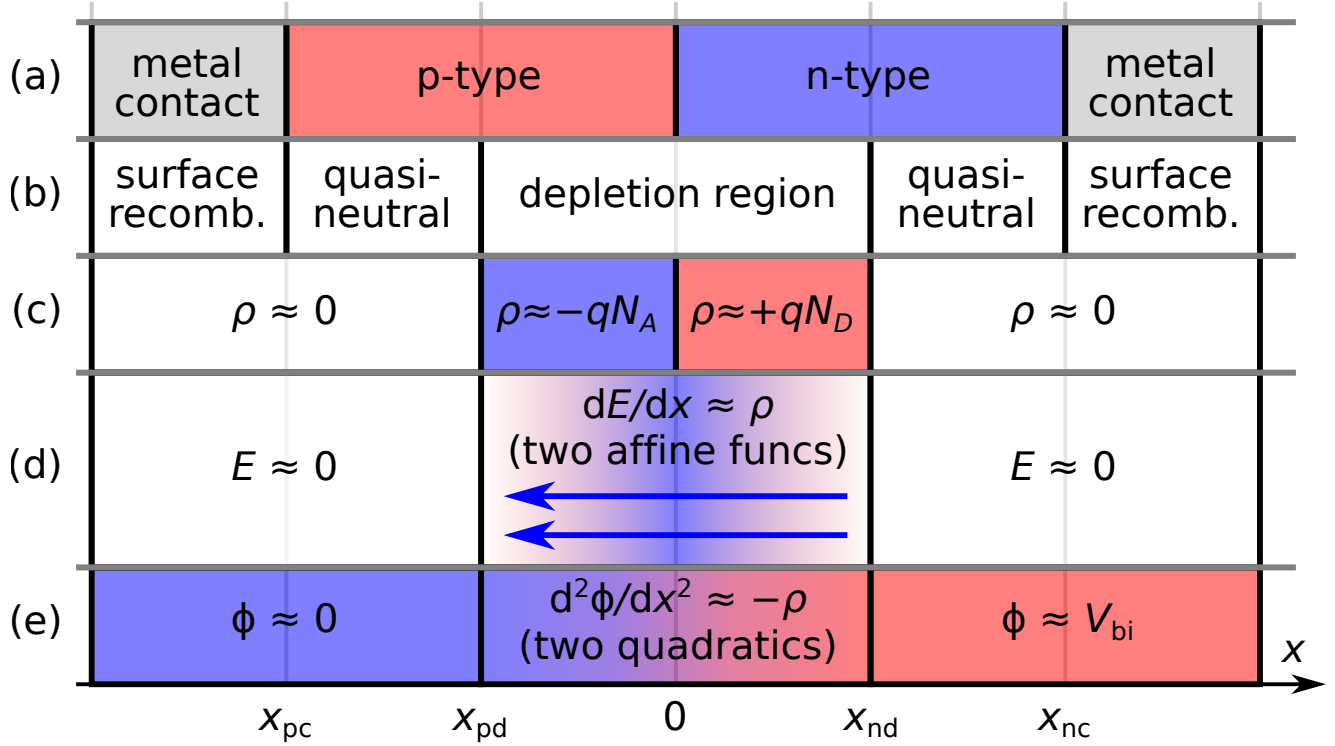 (a)
metal
contact
p-type
n-type
metal
contact
(b)
surface
recomb.
quasi-
neutral
depletion region
quasi-
neutral
surface
recomb.
(c)
ρ ≈ 0
ρ≈−qN_A
ρ≈+qN_D
ρ ≈ 0
(d)
E ≈ 0
dE/dx ≈ ρ
(two affine funcs)
E ≈ 0
(e)
ϕ ≈ 0
d²ϕ/dx² ≈ −ρ
(two quadratics)
ϕ ≈ V_bi
x
x_pc
x_pd
0
x_nd
x_nc